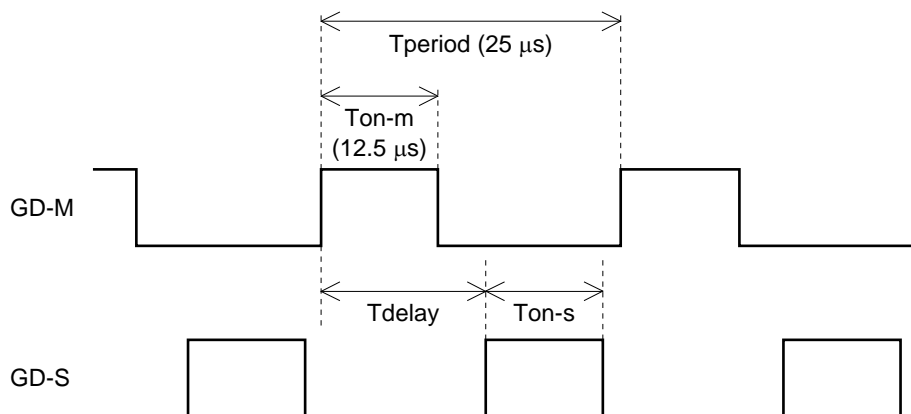 Tperiod (25 μs)
Ton-m
(12.5 μs)
GD-M
Tdelay
Ton-s
GD-S